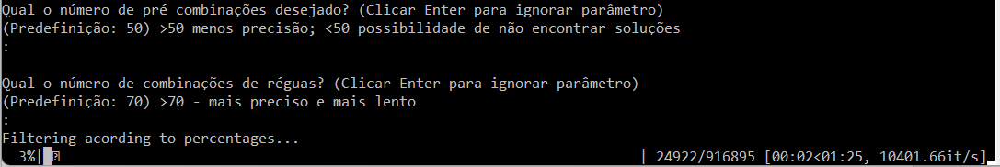 Qual o número de pré combinações desejado? (Clicar Enter para ignorar parâmetro)
(Predefinição: 50) >50 menos precisão; <50 possibilidade de não encontrar soluções
:
Qual o número de combinações de réguas? (Clicar Enter para ignorar parâmetro)
(Predefinição: 70) >70 - mais preciso e mais lento
:
Filtering acording to percentages...
3%|█ | 24922/916895 [00:02<01:25, 10401.66it/s]